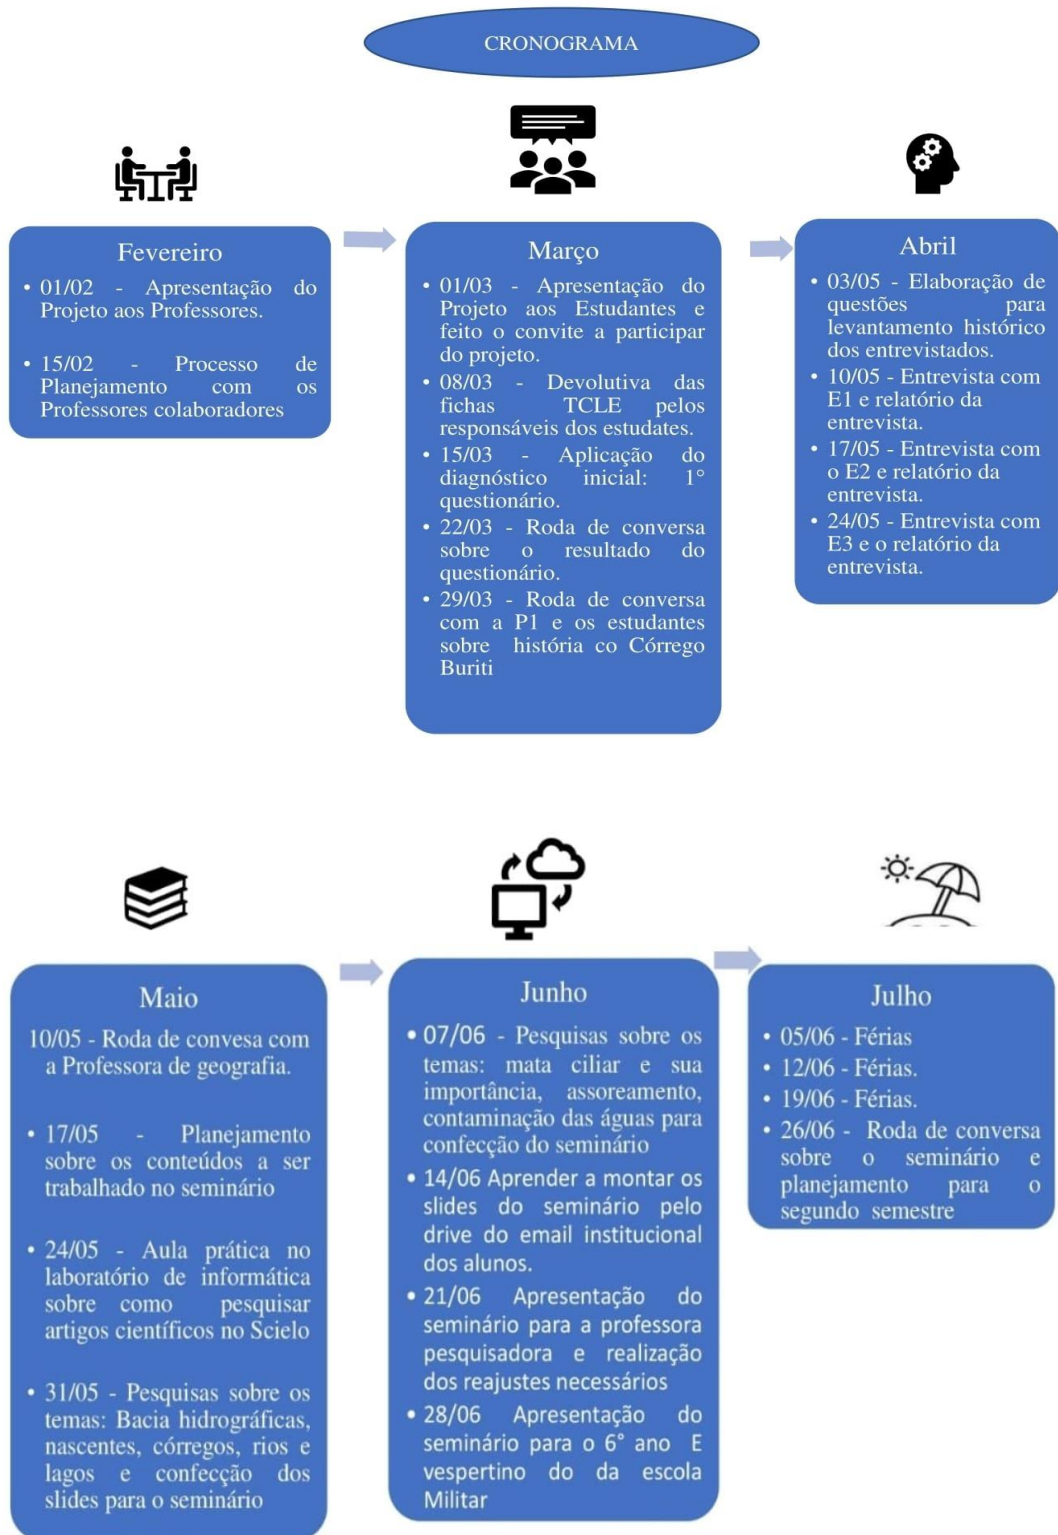 CRONOGRAMA
Fevereiro
• 01/02 - Apresentação do
Projeto aos Professores.
• 15/02 - Processo de
Planejamento com os
Professores colaboradores
Março
• 01/03 - Apresentação do
Projeto aos Estudantes e
feito o convite a participar
do projeto.
• 08/03 - Devolutiva das
fichas TCLE pelos
responsáveis dos estudates.
• 15/03 - Aplicação do
diagnóstico inicial: 1°
questionário.
• 22/03 - Roda de conversa
sobre o resultado do
questionário.
• 29/03 - Roda de conversa
com a P1 e os estudantes
sobre história co Córrego
Buriti
Abril
• 03/05 - Elaboração de
questões para
levantamento histórico
dos entrevistados.
• 10/05 - Entrevista com
E1 e relatório da
entrevista.
• 17/05 - Entrevista com
o E2 e relatório da
entrevista.
• 24/05 - Entrevista com
E3 e o relatório da
entrevista.
Maio
10/05 - Roda de convesa com
a Professora de geografia.
• 17/05 - Planejamento
sobre os conteúdos a ser
trabalhado no seminário
• 24/05 - Aula prática no
laboratório de informática
sobre como pesquisar
artigos científicos no Scielo
• 31/05 - Pesquisas sobre os
temas: Bacia hidrográficas,
nascentes, córregos, rios e
lagos e confecção dos
slides para o seminário
Junho
• 07/06 - Pesquisas sobre os
temas: mata ciliar e sua
importância, assoreamento,
contaminação das águas para
confecção do seminário
• 14/06 Aprender a montar os
slides do seminário pelo
drive do email institucional
dos alunos.
• 21/06 Apresentação do
seminário para a professora
pesquisadora e realização
dos reajustes necessários
• 28/06 Apresentação do
seminário para o 6° ano E
vespertino do da escola
Militar
Julho
• 05/06 - Férias
• 12/06 - Férias.
• 19/06 - Férias.
• 26/06 - Roda de conversa
sobre o seminário e
planejamento para o
segundo semestre